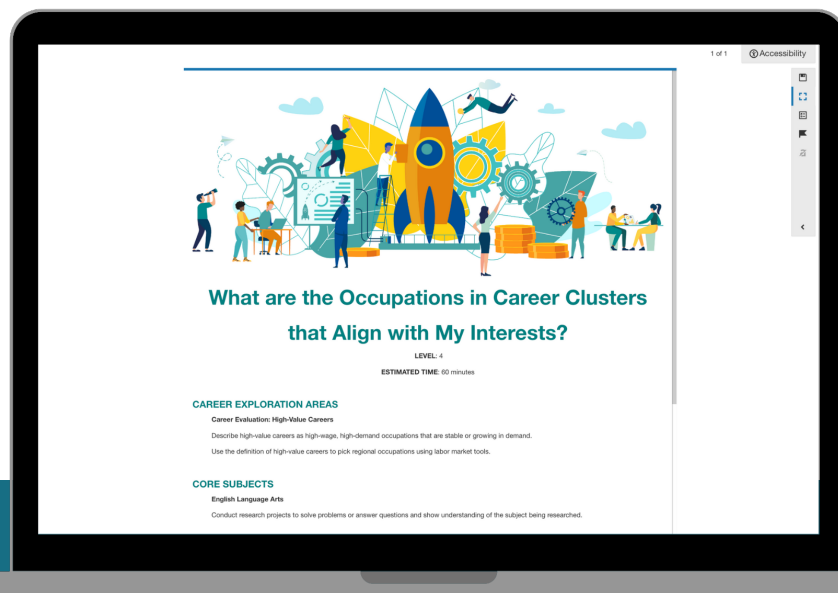 1 of 1
Accessibility
What are the Occupations in Career Clusters
that Align with My Interests?
LEVEL: 4
ESTIMATED TIME: 60 minutes
CAREER EXPLORATION AREAS
Career Evaluation: High-Value Careers
Describe high-value careers as high-wage, high-demand occupations that are stable or growing in demand.
Use the definition of high-value careers to pick regional occupations using labor market tools.
CORE SUBJECTS
English Language Arts
Conduct research projects to solve problems or answer questions and show understanding of the subject being researched.